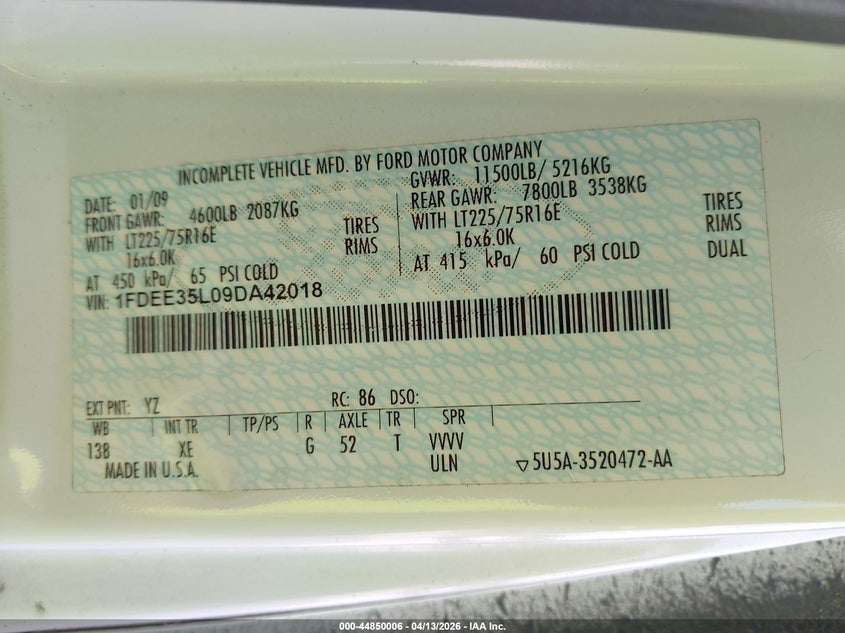 INCOMPLETE VEHICLE MFD. BY FORD MOTOR COMPANY
DATE: 01/09
GVWR: 11500LB/ 5216KG
FRONT GAWR: 4600LB 2087KG
REAR GAWR: 7800LB 3538KG
WITH LT225/75R16E TIRES
WITH LT225/75R16E TIRES
16x6.0K RIMS
16x6.0K RIMS
AT 450 kPa/ 65 PSI COLD
AT 415 kPa/ 60 PSI COLD DUAL
VIN: 1FDEE35L09DA42018
EXT PNT: YZ RC: 86 DSO:
WB INT TR TP/PS R AXLE TR SPR
138 XE G 52 T VVVV
MADE IN U.S.A. ULN 5U5A-3520472-AA
000-44850006 - 04/13/2026 - IAA Inc.